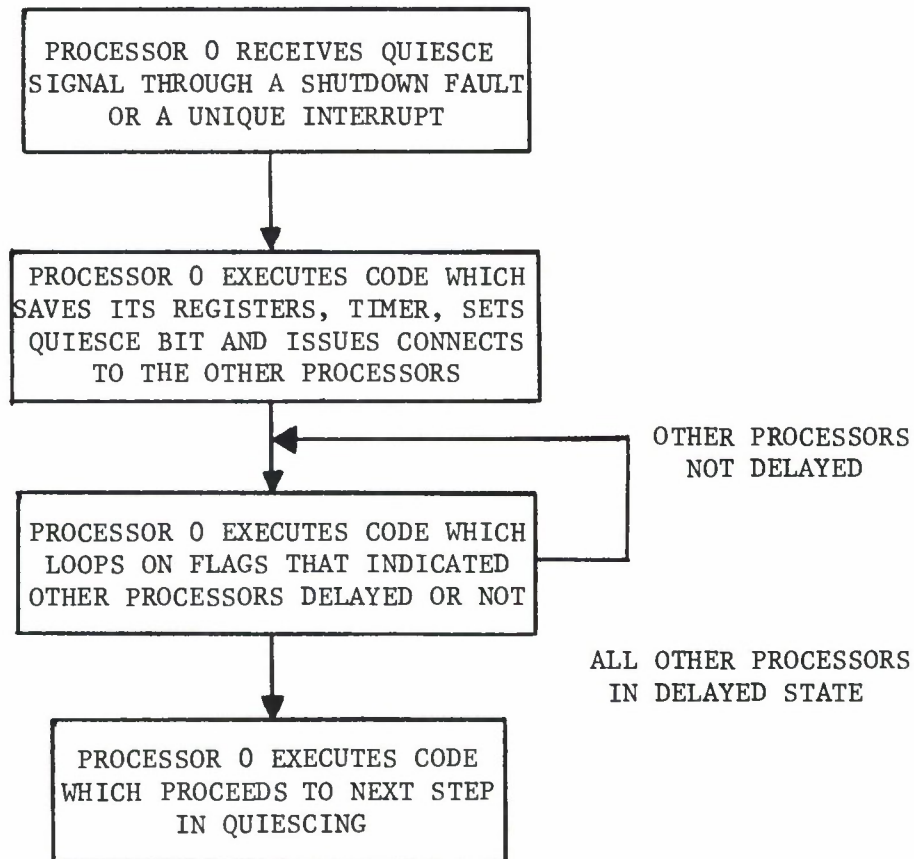 PROCESSOR 0 RECEIVES QUIESCE
SIGNAL THROUGH A SHUTDOWN FAULT
OR A UNIQUE INTERRUPT
PROCESSOR 0 EXECUTES CODE WHICH
SAVES ITS REGISTERS, TIMER, SETS
QUIESCE BIT AND ISSUES CONNECTS
TO THE OTHER PROCESSORS
OTHER PROCESSORS
NOT DELAYED
PROCESSOR 0 EXECUTES CODE WHICH
LOOPS ON FLAGS THAT INDICATED
OTHER PROCESSORS DELAYED OR NOT
ALL OTHER PROCESSORS
IN DELAYED STATE
PROCESSOR 0 EXECUTES CODE
WHICH PROCEEDS TO NEXT STEP
IN QUIESCING